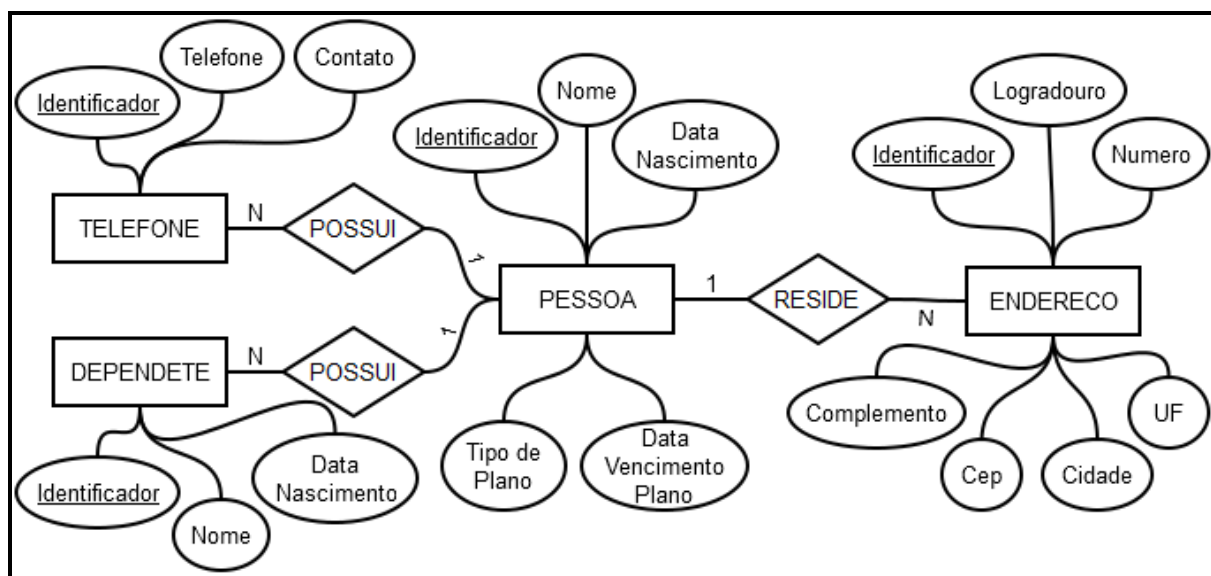 Telefone
Contato
Identificador
TELEFONE
N
POSSUI
1
Nome
Identificador
Data
Nascimento
PESSOA
1
RESIDE
N
Logradouro
Identificador
Numero
ENDERECO
DEPENDETE
N
POSSUI
1
Identificador
Nome
Data
Nascimento
Tipo de
Plano
Data
Vencimento
Plano
Complemento
Cep
Cidade
UF